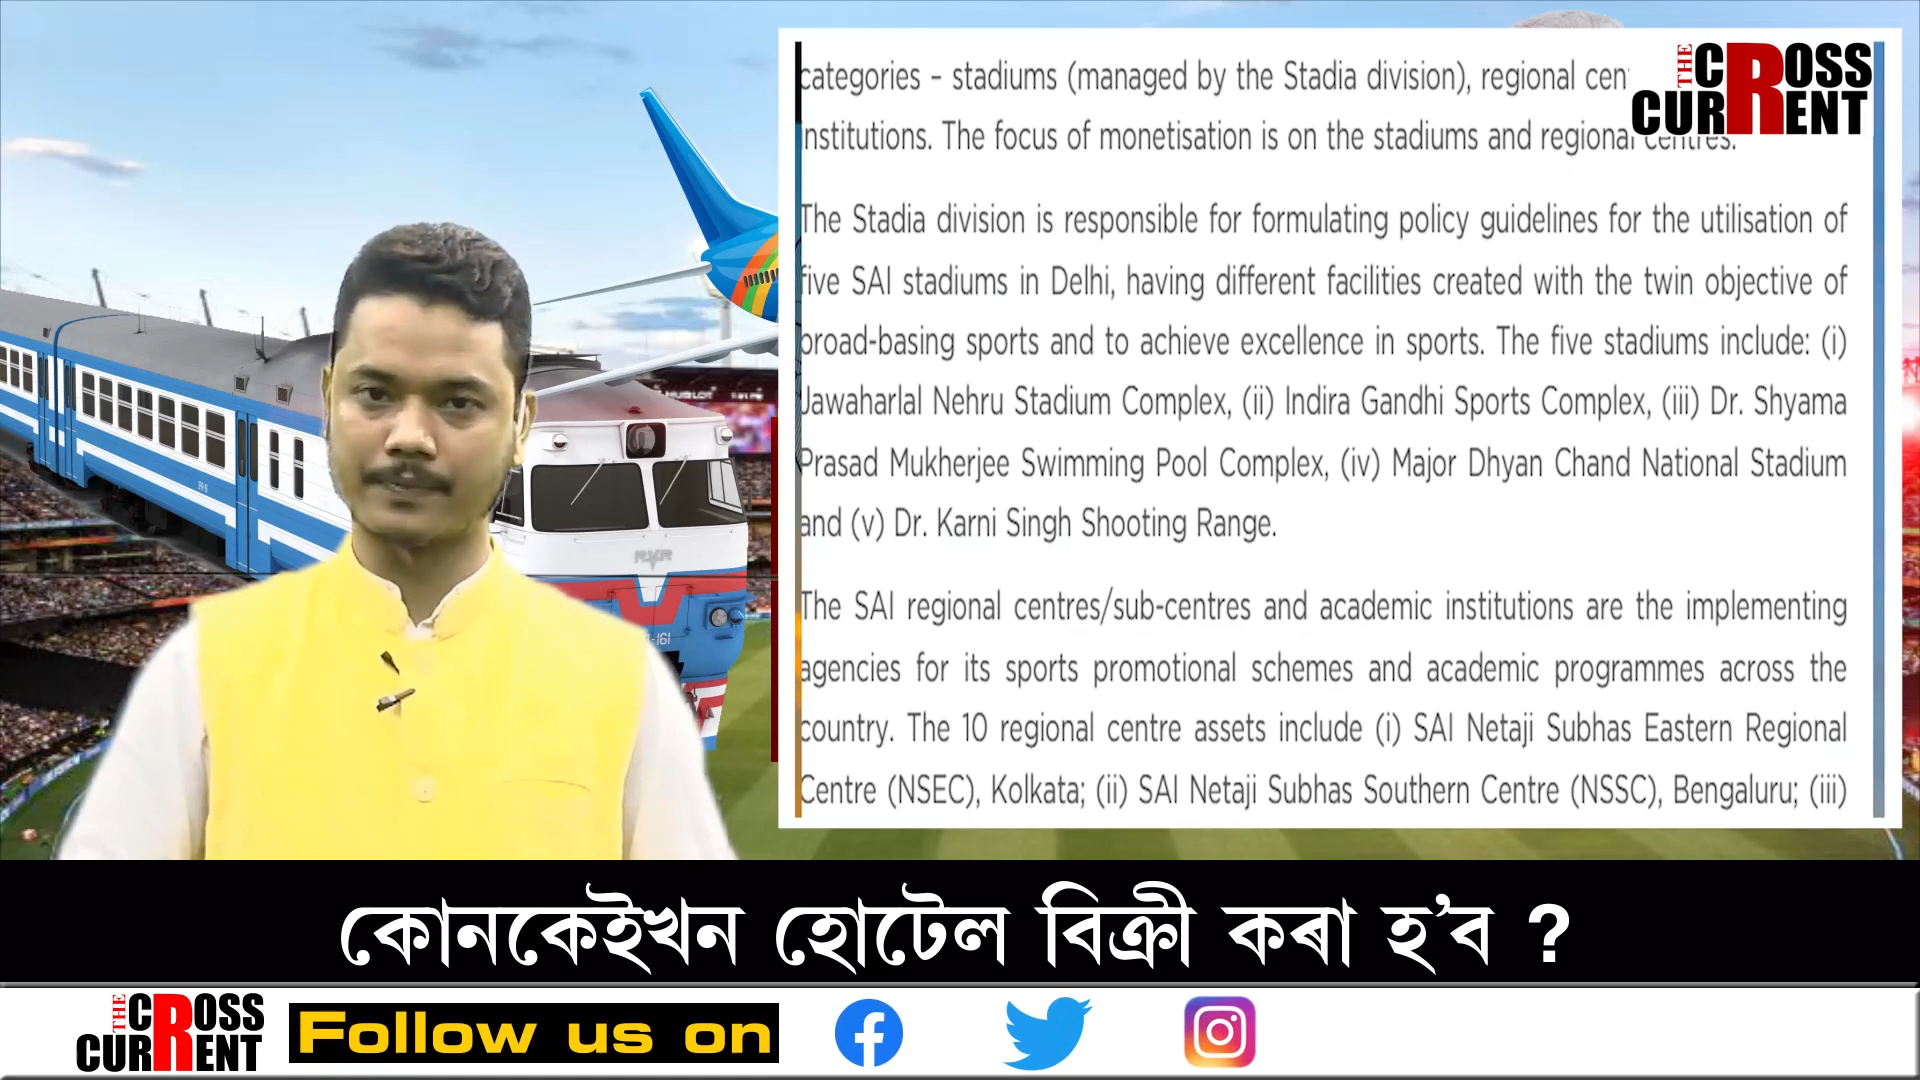 THE CROSS
CURRENT
categories – stadiums (managed by the Stadia division), regional
institutions. The focus of monetisation is on the stadiums and regional centres.
The Stadia division is responsible for formulating policy guidelines for the utilisation of
five SAI stadiums in Delhi, having different facilities created with the twin objective of
broad-basing sports and to achieve excellence in sports. The five stadiums include: (i)
Jawaharlal Nehru Stadium Complex, (ii) Indira Gandhi Sports Complex, (iii) Dr. Shyama
Prasad Mukherjee Swimming Pool Complex, (iv) Major Dhyan Chand National Stadium
and (v) Dr. Karni Singh Shooting Range.
The SAI regional centres/sub-centres and academic institutions are the implementing
agencies for its sports promotional schemes and academic programmes across the
country. The 10 regional centre assets include (i) SAI Netaji Subhas Eastern Regional
Centre (NSEC), Kolkata; (ii) SAI Netaji Subhas Southern Centre (NSSC), Bengaluru; (iii)
RVR
-161
কোনকেইখন হোটেল বিক্ৰী কৰা হ'ব ?
THE CROSS
CURRENT
Follow us on